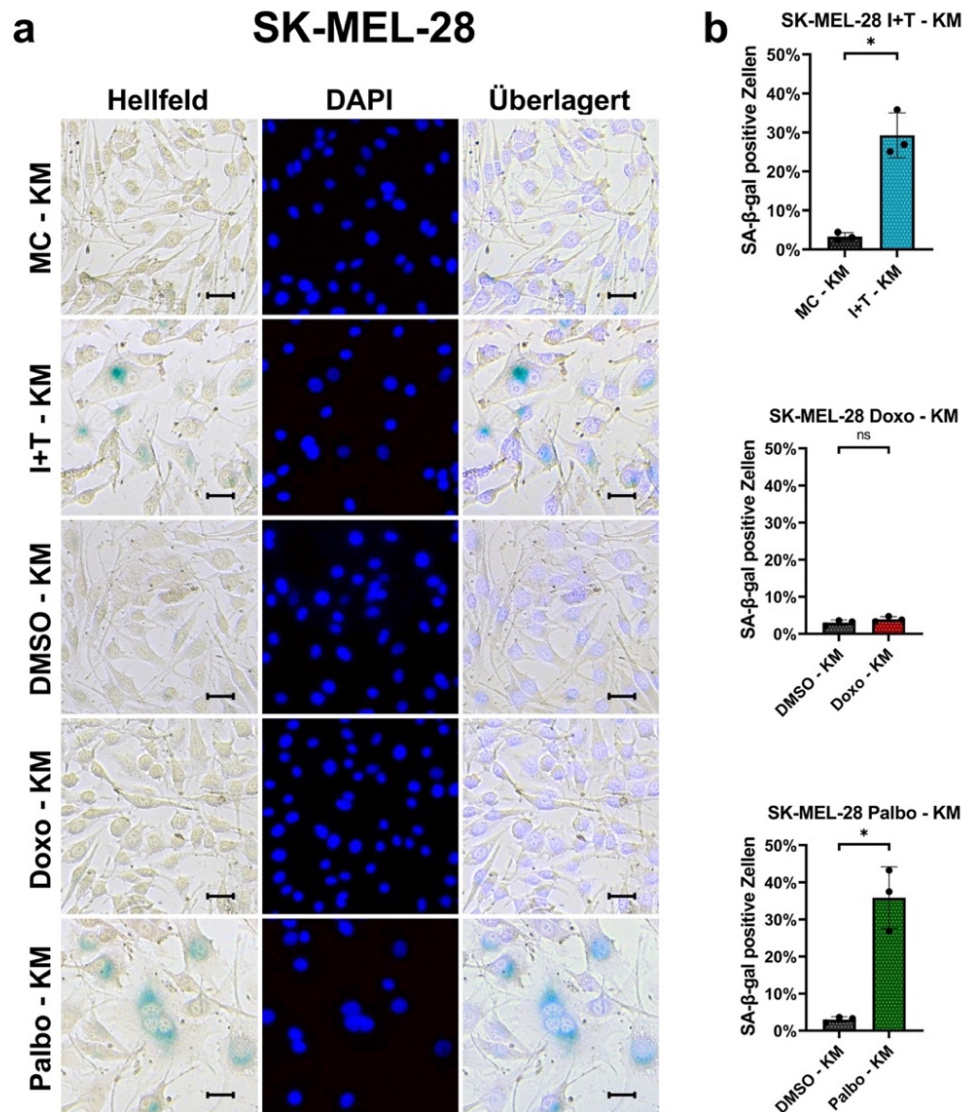 a
SK-MEL-28
Hellfeld
DAPI
Überlagert
MC - KM
I+T - KM
DMSO - KM
Doxo - KM
Palbo - KM
b
SK-MEL-28 I+T - KM
*
SA-β-gal positive Zellen
50%
40%
30%
20%
10%
0%
MC - KM
I+T - KM
SK-MEL-28 Doxo - KM
ns
SA-β-gal positive Zellen
50%
40%
30%
20%
10%
0%
DMSO - KM
Doxo - KM
SK-MEL-28 Palbo - KM
*
SA-β-gal positive Zellen
50%
40%
30%
20%
10%
0%
DMSO - KM
Palbo - KM